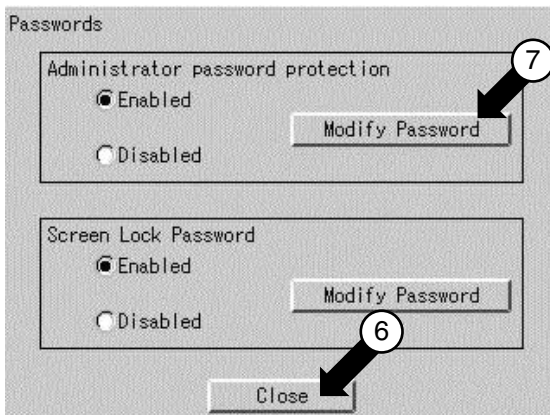 Passwords
Administrator password protection
7
Enabled
Modify Password
Disabled
Screen Lock Password
Enabled
Modify Password
Disabled
6
Close